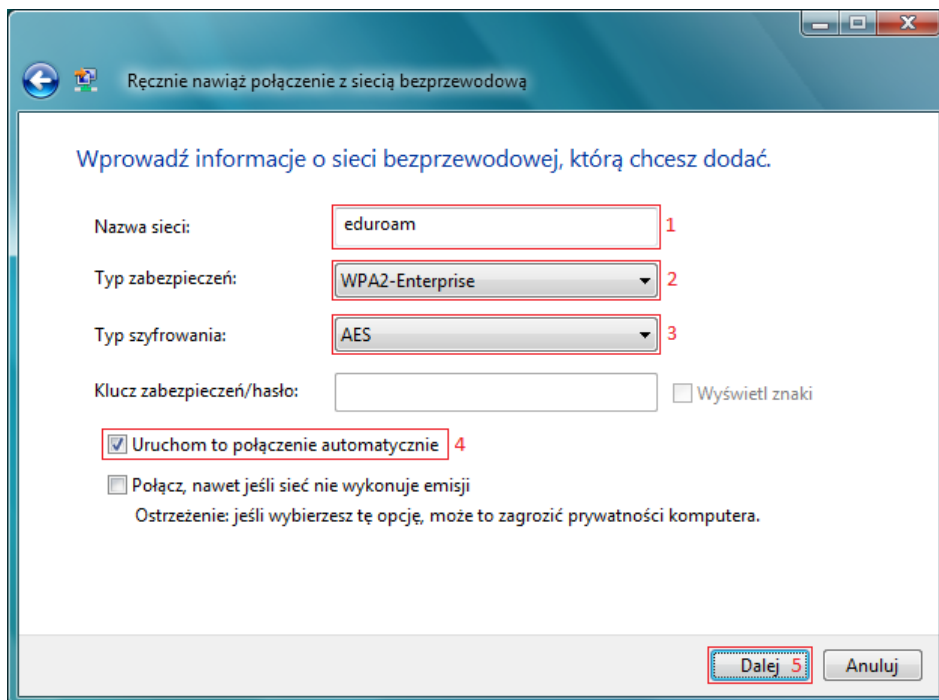 Ręcznie nawiąż połączenie z siecią bezprzewodową
Wprowadź informacje o sieci bezprzewodowej, którą chcesz dodać.
Nazwa sieci: eduroam 1
Typ zabezpieczeń: WPA2-Enterprise 2
Typ szyfrowania: AES 3
Klucz zabezpieczeń/hasło: Wyświetl znaki
Uruchom to połączenie automatycznie 4
Połącz, nawet jeśli sieć nie wykonuje emisji
Ostrzeżenie: jeśli wybierzesz tę opcję, może to zagrozić prywatności komputera.
Dalej 5 Anuluj